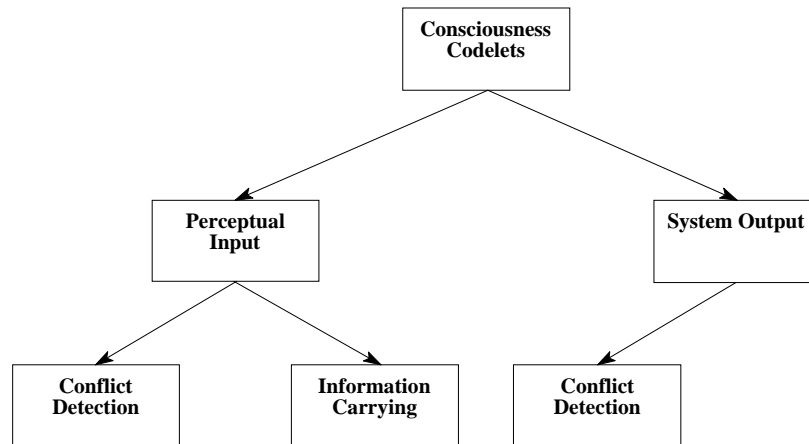 Consciousness
Codelets
Perceptual
Input
System Output
Conflict
Detection
Information
Carrying
Conflict
Detection